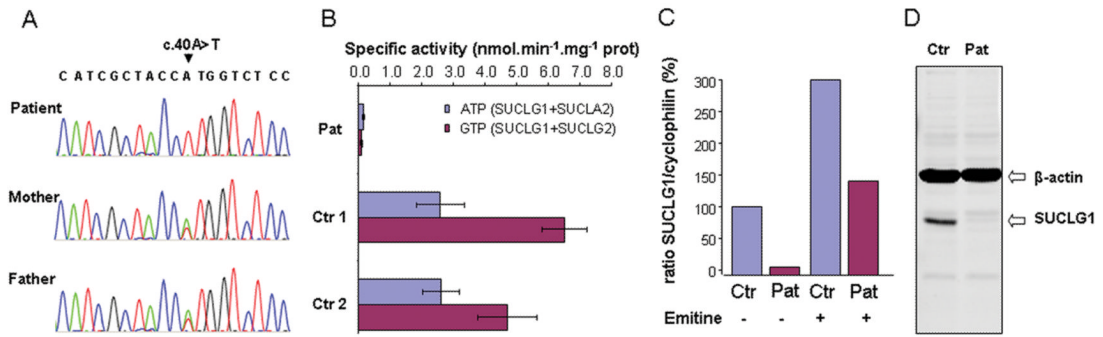 A
c.40A>T
C A T C G C T A C C A T G G T C T C C
Patient
Mother
Father
B
Specific activity (nmol.min-1.mg-1 prot)
0.0 1.0 2.0 3.0 4.0 5.0 6.0 7.0 8.0
ATP (SUCLG1+SUCLA2)
GTP (SUCLG1+SUCLG2)
Pat
Ctr 1
Ctr 2
C
ratio SUCLG1/cyclophilin (%)
300
250
200
150
100
50
0
Ctr Pat Ctr Pat
Emitine - - + +
D
Ctr Pat
β-actin
SUCLG1